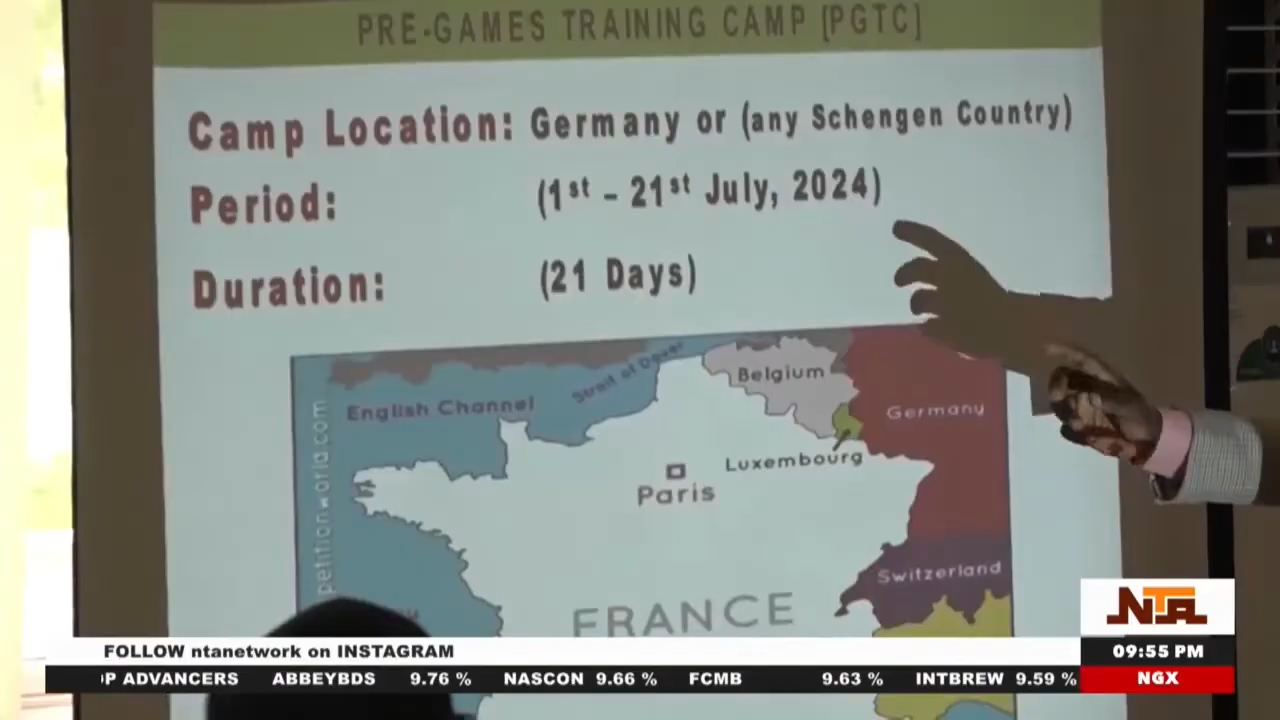 PRE-GAMES TRAINING CAMP [PGTC]
Camp Location: Germany or (any Schengen Country)
Period: (1st – 21st July, 2024)
Duration: (21 Days)
Strait of Dover
Belgium
English Channel
Germany
petitionworld.com
Luxembourg
Paris
Switzerland
FRANCE
NTA
FOLLOW ntanetwork on INSTAGRAM
09:55 PM
P ADVANCERS ABBEYBDS 9.76 % NASCON 9.66 % FCMB 9.63 % INTBREW 9.59 %
NGX